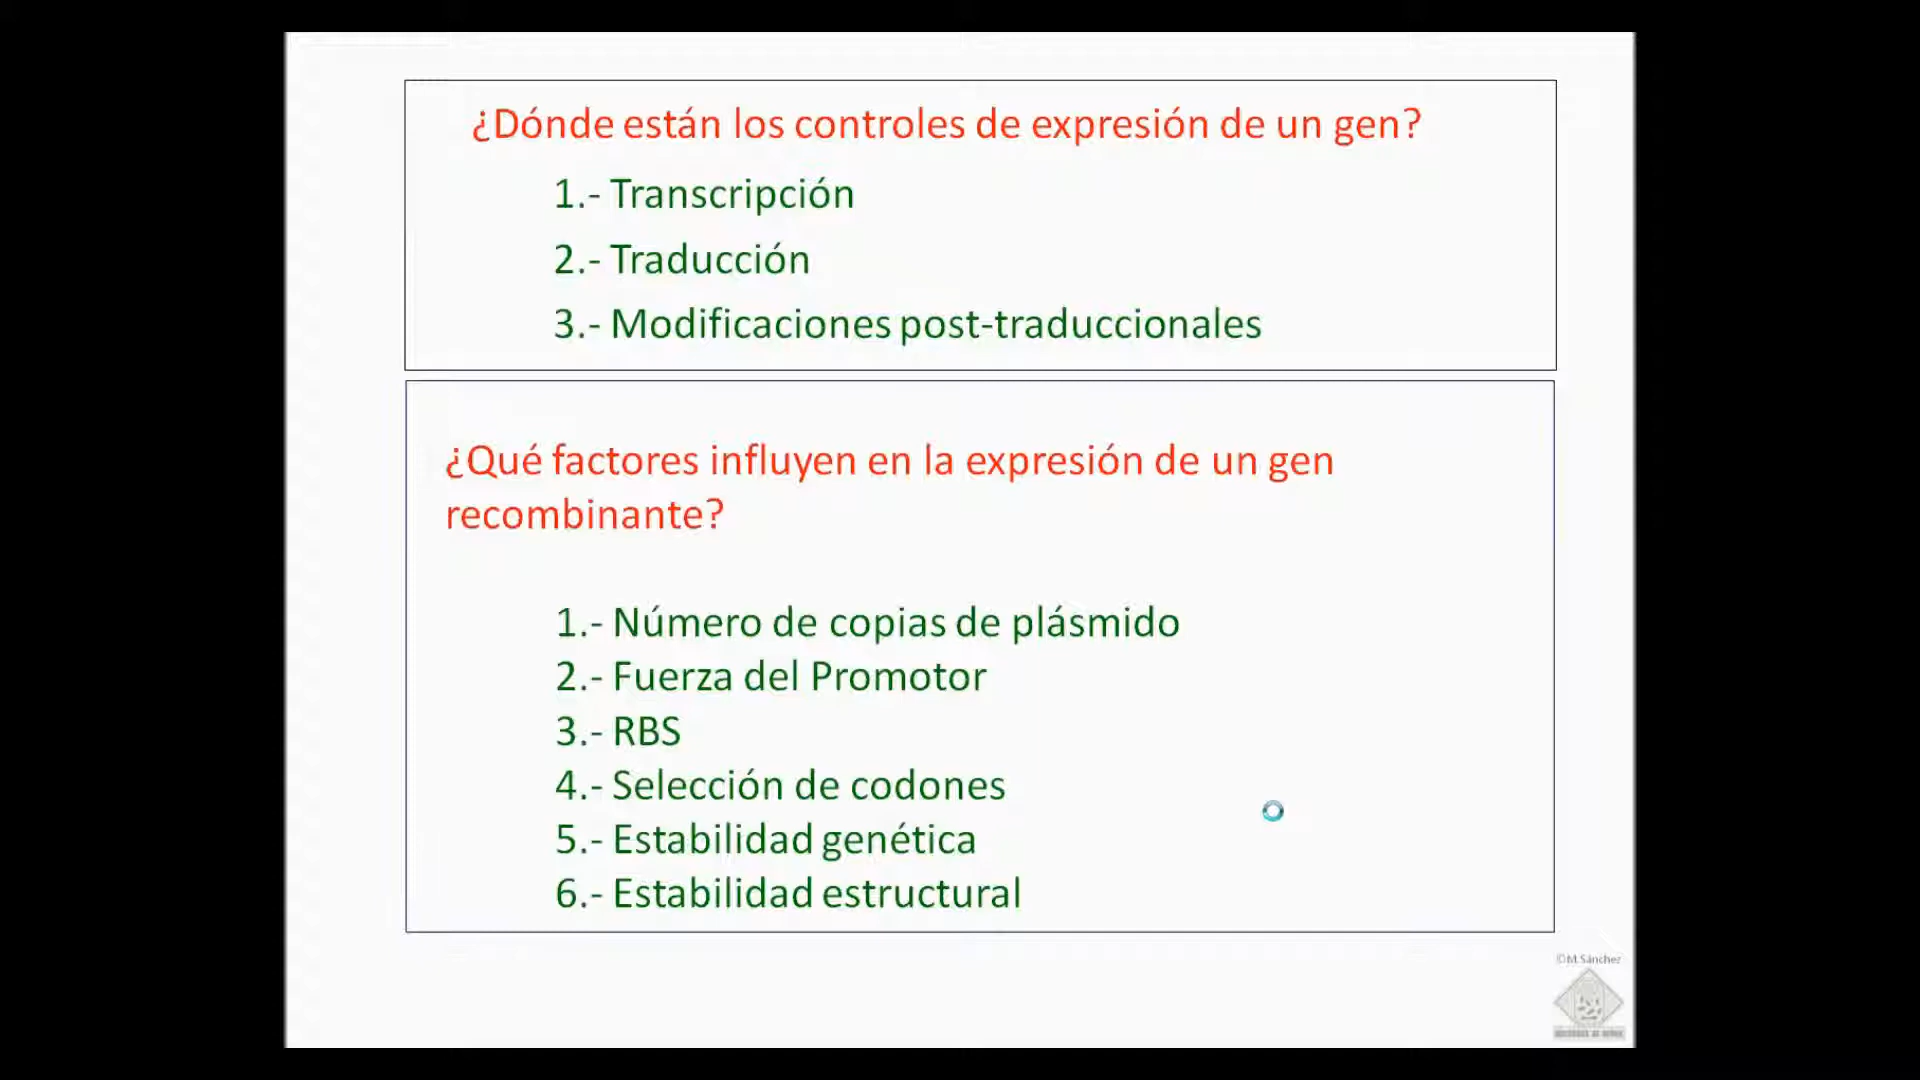 ¿Dónde están los controles de expresión de un gen?
1.- Transcripción
2.- Traducción
3.- Modificaciones post-traduccionales
¿Qué factores influyen en la expresión de un gen
recombinante?
1.- Número de copias de plásmido
2.- Fuerza del Promotor
3.- RBS
4.- Selección de codones
5.- Estabilidad genética
6.- Estabilidad estructural
©M.Sánchez